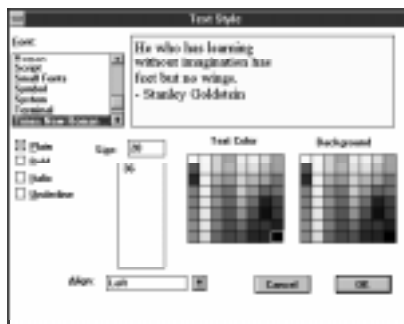 Text Style
Font:
Roman
Script
Small Fonts
Symbol
System
Terminal
Times New Roman
He who has learning
without imagination has
feet but no wings.
- Stanley Goldstein
Plain
Bold
Italic
Underline
Size: 20
36
Text Color
Background
Align: Left
Cancel
OK